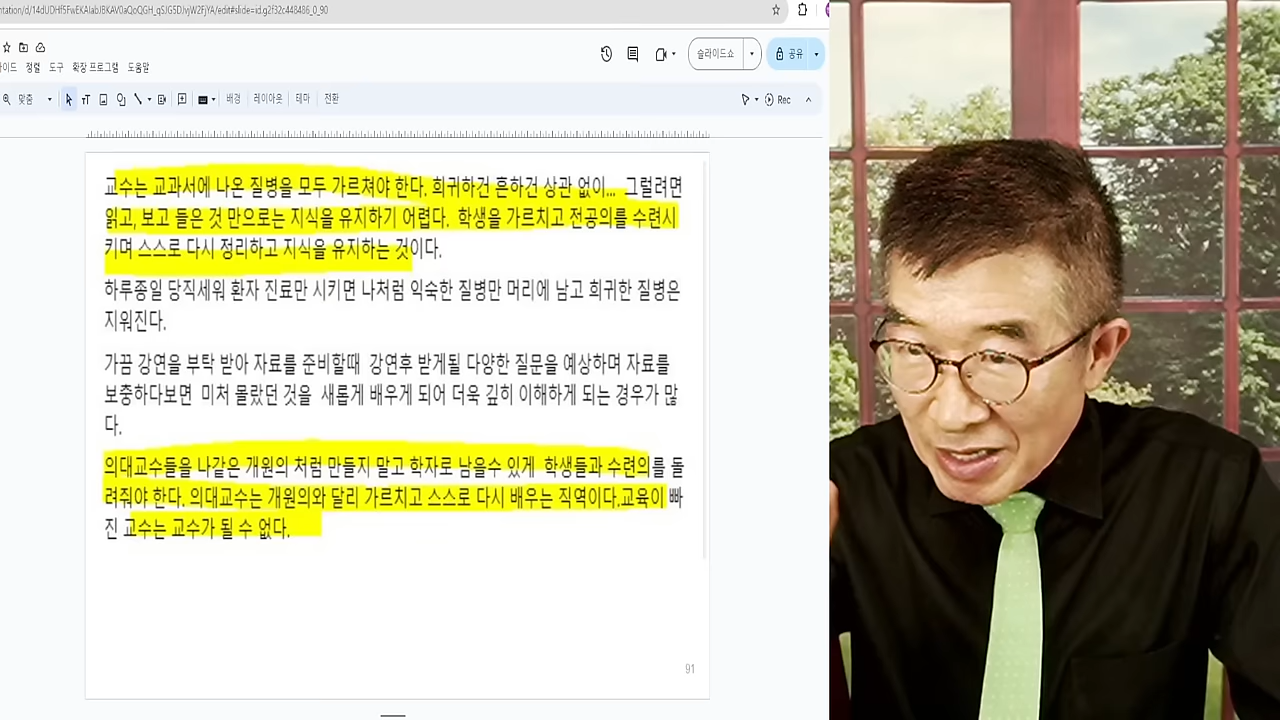 ntation/d/14dUDHf5FwEKAIabJBKAV0aQoQGH_qSJG5DJvjW2FjYA/edit#slide=id.g2f32c448486_0_90
라이드 정렬 도구 확장 프로그램 도움말
슬라이드쇼
공유
맞춤 배경 레이아웃 테마 전환 Rec
교수는 교과서에 나온 질병을 모두 가르쳐야 한다. 희귀하건 흔하건 상관 없이... 그럴려면
읽고, 보고 듣은 것 만으로는 지식을 유지하기 어렵다. 학생을 가르치고 전공의를 수련시
키며 스스로 다시 정리하고 지식을 유지하는 것이다.
하루종일 당직세워 환자 진료만 시키면 나처럼 익숙한 질병만 머리에 남고 희귀한 질병은
지워진다.
가끔 강연을 부탁 받아 자료를 준비할때 강연후 받게될 다양한 질문을 예상하며 자료를
보충하다보면 미처 몰랐던 것을 새롭게 배우게 되어 더욱 깊히 이해하게 되는 경우가 많
다.
의대교수들을 나같은 개원의 처럼 만들지 말고 학자로 남을수 있게 학생들과 수련의를 돌
려줘야 한다. 의대교수는 개원의와 달리 가르치고 스스로 다시 배우는 직역이다.교육이 빠
진 교수는 교수가 될 수 없다.
91